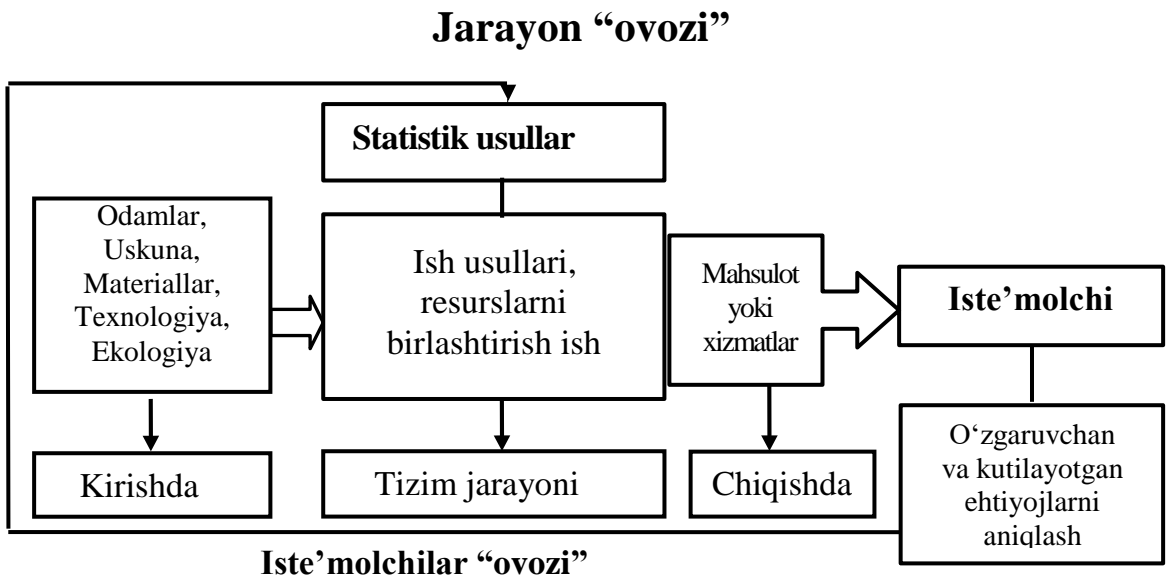 Jarayon “ovozi”
Statistik usullar
Odamlar,
Uskuna,
Materiallar,
Texnologiya,
Ekologiya
Ish usullari,
resurslarni
birlashtirish ish
Mahsulot
yoki
xizmatlar
Iste’molchi
Kirishda
Tizim jarayoni
Chiqishda
O‘zgaruvchan
va kutilayotgan
ehtiyojlarni
aniqlash
Iste’molchilar “ovozi”